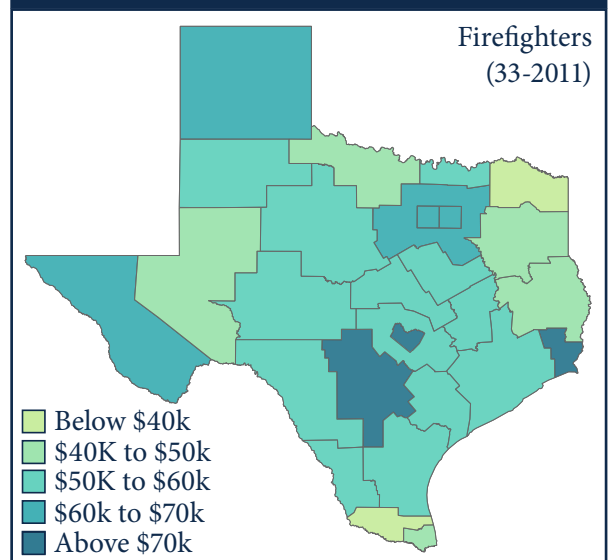 Firefighters
(33-2011)
Below $40k
$40K to $50k
$50K to $60k
$60k to $70k
Above $70k